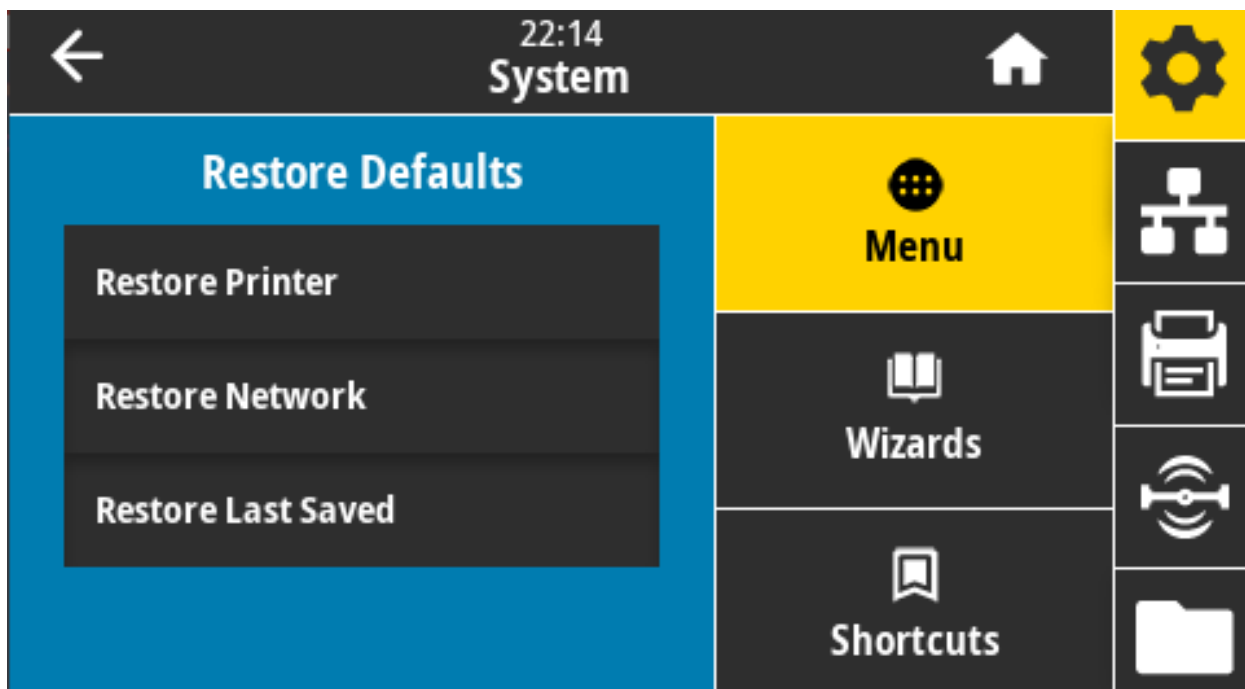 22:14
System
Restore Defaults
Restore Printer
Restore Network
Restore Last Saved
Menu
Wizards
Shortcuts